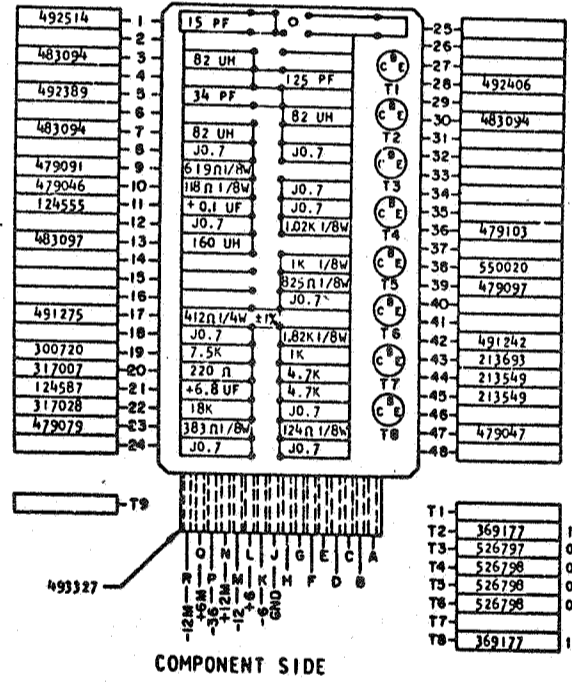 492514 -1- 15 PF -25-
-2- -26-
483094 -3- 82 UH -27-
-4- 125 PF -28- 492406
492389 -5- 34 PF -29-
-6- 82 UH -30- 483094
483094 -7- 82 UH -31-
-8- J0.7 J0.7 -32-
479091 -9- 619Ω1/8W -33-
479046 -10- 118Ω 1/8W J0.7 -34-
124555 -11- + 0.1 UF J0.7 -35-
-12- J0.7 1.02K 1/8W -36- 479103
483097 -13- 160 UH -37-
-14- 1K 1/8W -38- 550020
-15- 825Ω1/8W -39- 479097
-16- J0.7 -40-
491275 -17- 412Ω1/4W ±1% -41-
-18- J0.7 1.82K1/8W -42- 491242
300720 -19- 7.5K 1K -43- 213693
317007 -20- 220 Ω 4.7K -44- 213549
124587 -21- +6.8 UF 4.7K -45- 213549
317028 -22- 18K J0.7 -46-
479079 -23- 383Ω1/8W 124Ω1/8W -47- 479047
-24- J0.7 J0.7 -48-
C B E T1
C B E T2
C B E T3
C B E T4
C B E T5
C B E T6
C B E T7
C B E T8
-T9
493327
R Q P N M L K J H G F E D C B A
-12M
+6M
-36
+12M
-12
+6
-6
GND
T1-
T2- 369177 1
T3- 526797 0
T4- 526798 0
T5- 526798 0
T6- 526798 0
T7-
T8- 369177 1
COMPONENT SIDE